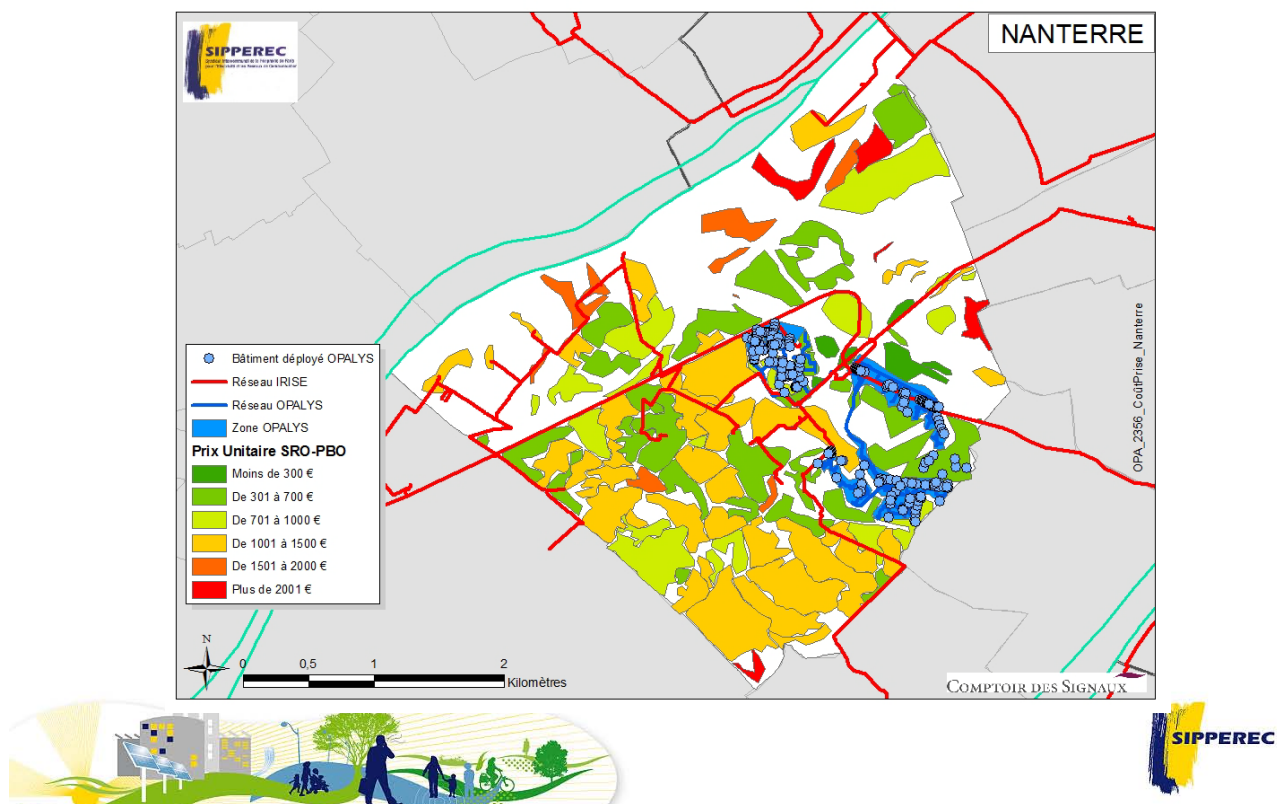 SIPPEREC
NANTERRE
Bâtiment déployé OPALYS
Réseau IRISE
Réseau OPALYS
Zone OPALYS
Prix Unitaire SRO-PBO
Moins de 300 €
De 301 à 700 €
De 701 à 1000 €
De 1001 à 1500 €
De 1501 à 2000 €
Plus de 2001 €
OPA_2356_CoûtPrise_Nanterre
N
0 0,5 1 2
Kilomètres
COMPTOIR DES SIGNAUX
SIPPEREC